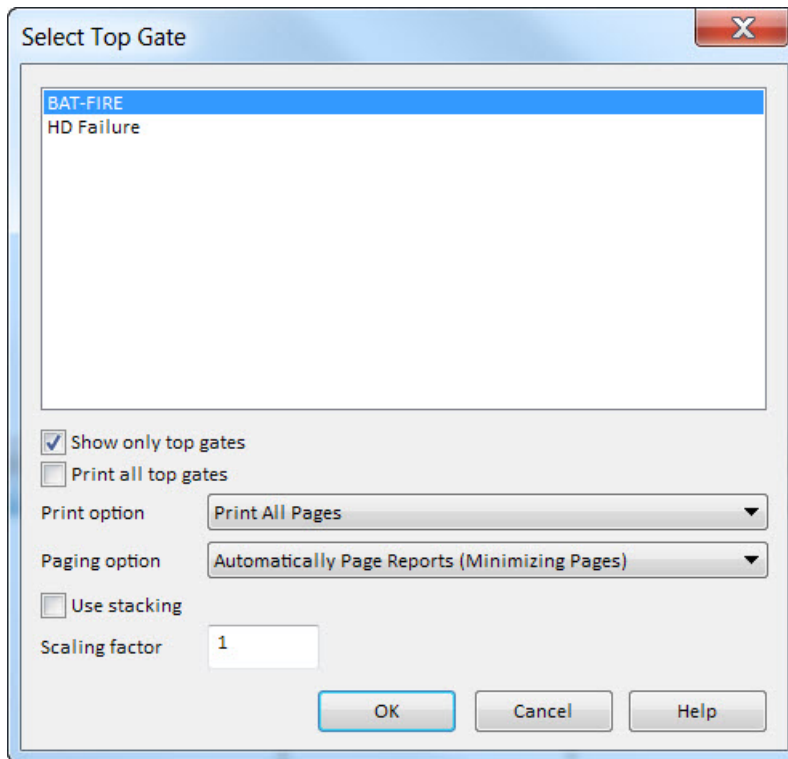 Select Top Gate
BAT-FIRE
HD Failure
Show only top gates
Print all top gates
Print option Print All Pages
Paging option Automatically Page Reports (Minimizing Pages)
Use stacking
Scaling factor 1
OK Cancel Help